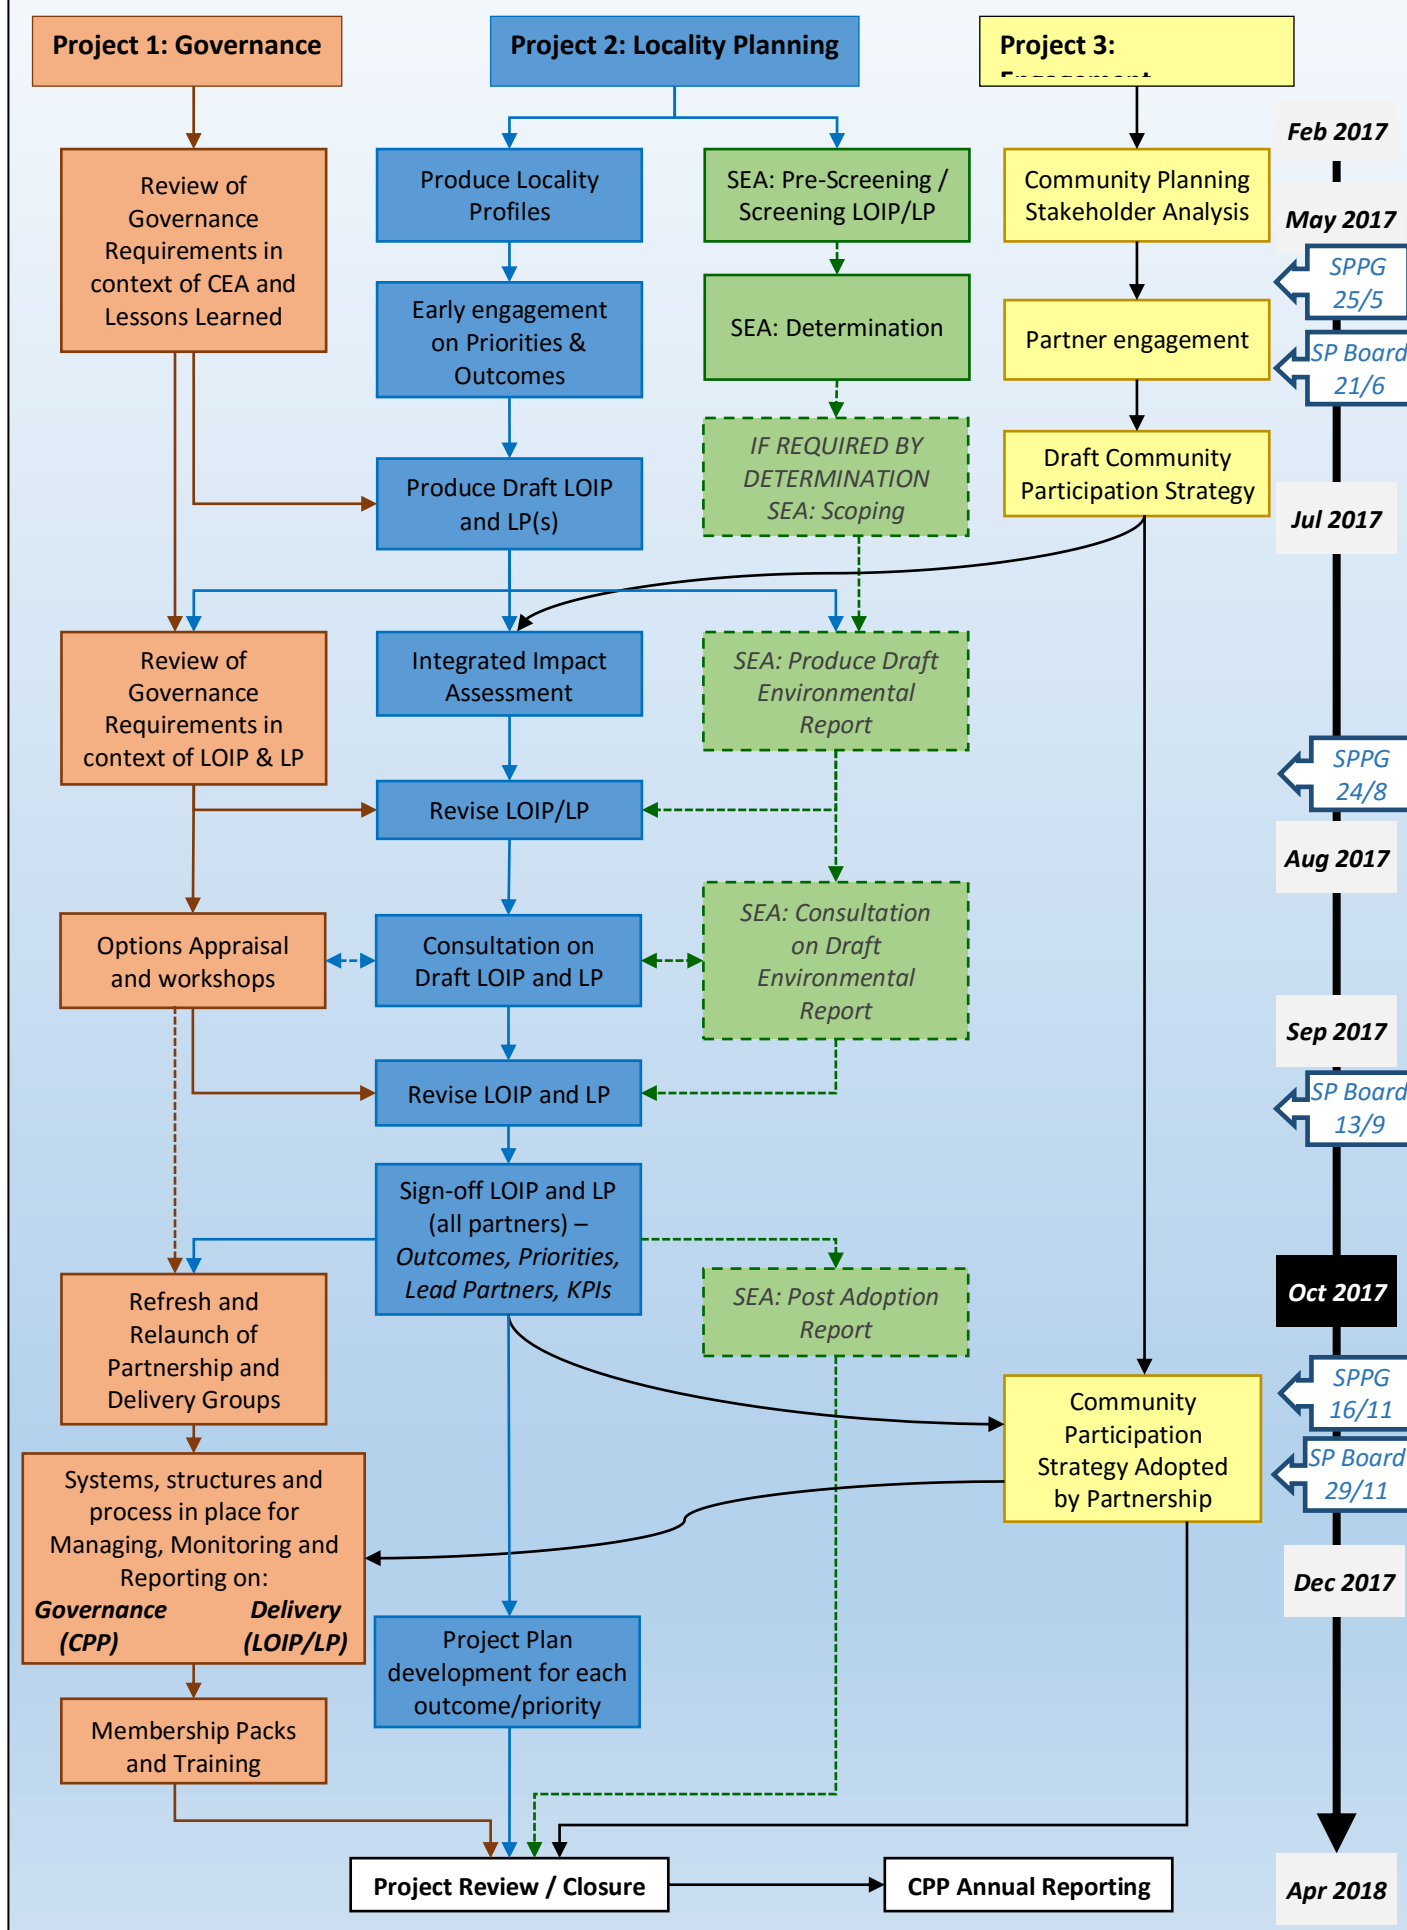 Project 1: Governance
Project 2: Locality Planning
Project 3:
Feb 2017
Review of
Governance
Requirements in
context of CEA and
Lessons Learned
Produce Locality
Profiles
SEA: Pre-Screening /
Screening LOIP/LP
Community Planning
Stakeholder Analysis
May 2017
SPPG
25/5
Early engagement
on Priorities &
Outcomes
SEA: Determination
Partner engagement
SP Board
21/6
IF REQUIRED BY
DETERMINATION
SEA: Scoping
Draft Community
Participation Strategy
Produce Draft LOIP
and LP(s)
Jul 2017
Review of
Governance
Requirements in
context of LOIP & LP
Integrated Impact
Assessment
SEA: Produce Draft
Environmental
Report
SPPG
24/8
Revise LOIP/LP
Aug 2017
Options Appraisal
and workshops
Consultation on
Draft LOIP and LP
SEA: Consultation
on Draft
Environmental
Report
Sep 2017
Revise LOIP and LP
SP Board
13/9
Sign-off LOIP and LP
(all partners) –
Outcomes, Priorities,
Lead Partners, KPIs
Refresh and
Relaunch of
Partnership and
Delivery Groups
SEA: Post Adoption
Report
Oct 2017
SPPG
16/11
Community
Participation
Strategy Adopted
by Partnership
SP Board
29/11
Systems, structures and
process in place for
Managing, Monitoring and
Reporting on:
Governance Delivery
(CPP) (LOIP/LP)
Dec 2017
Project Plan
development for each
outcome/priority
Membership Packs
and Training
Project Review / Closure
CPP Annual Reporting
Apr 2018